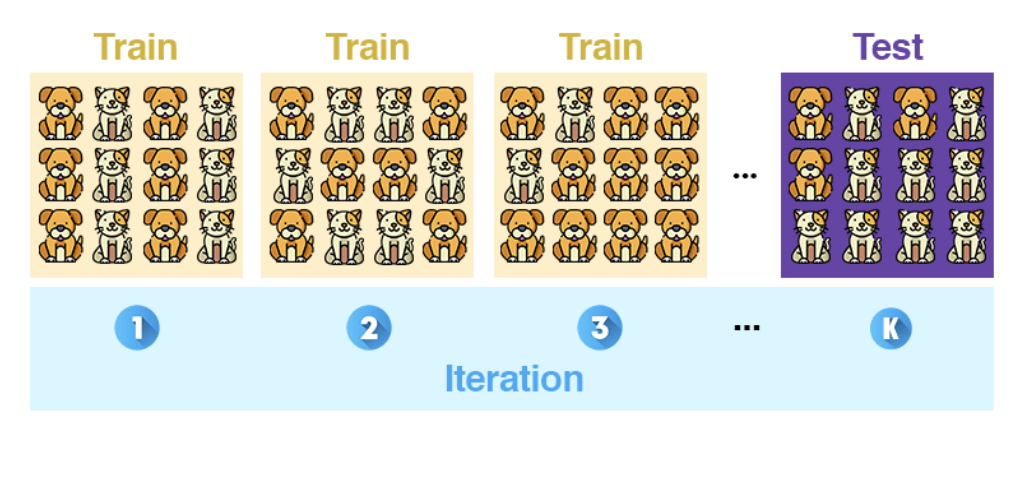 Train Train Train Test
...
1 2 3 ... K
Iteration